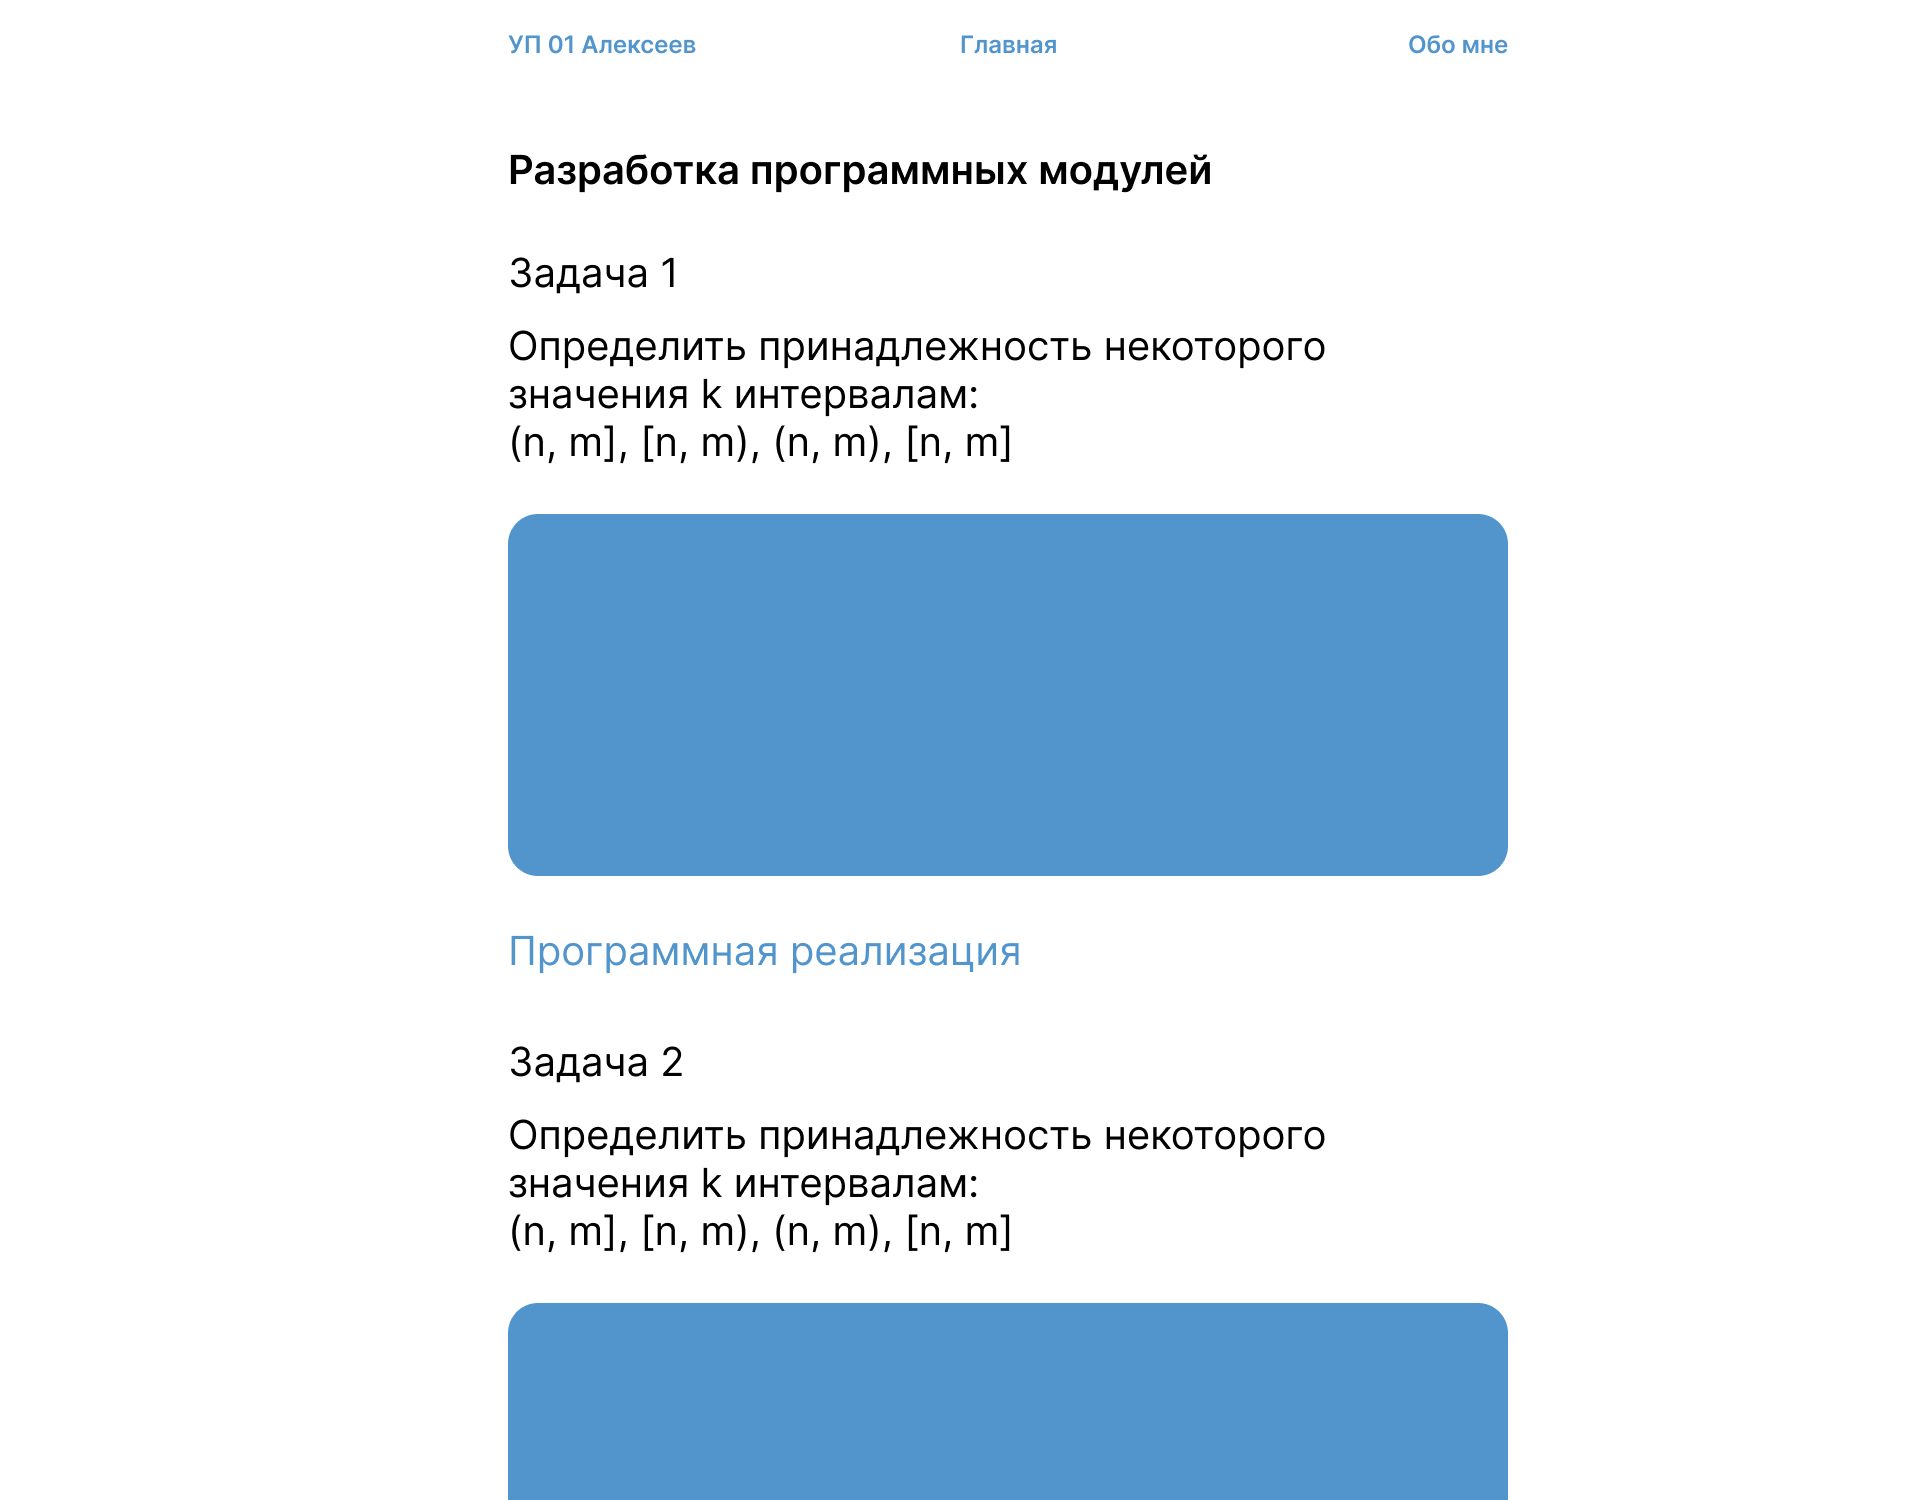 УП 01 Алексеев
Главная
Обо мне
Разработка программных модулей
Задача 1
Определить принадлежность некоторого
значения k интервалам:
(n, m], [n, m), (n, m), [n, m]
Программная реализация
Задача 2
Определить принадлежность некоторого
значения k интервалам:
(n, m], [n, m), (n, m), [n, m]